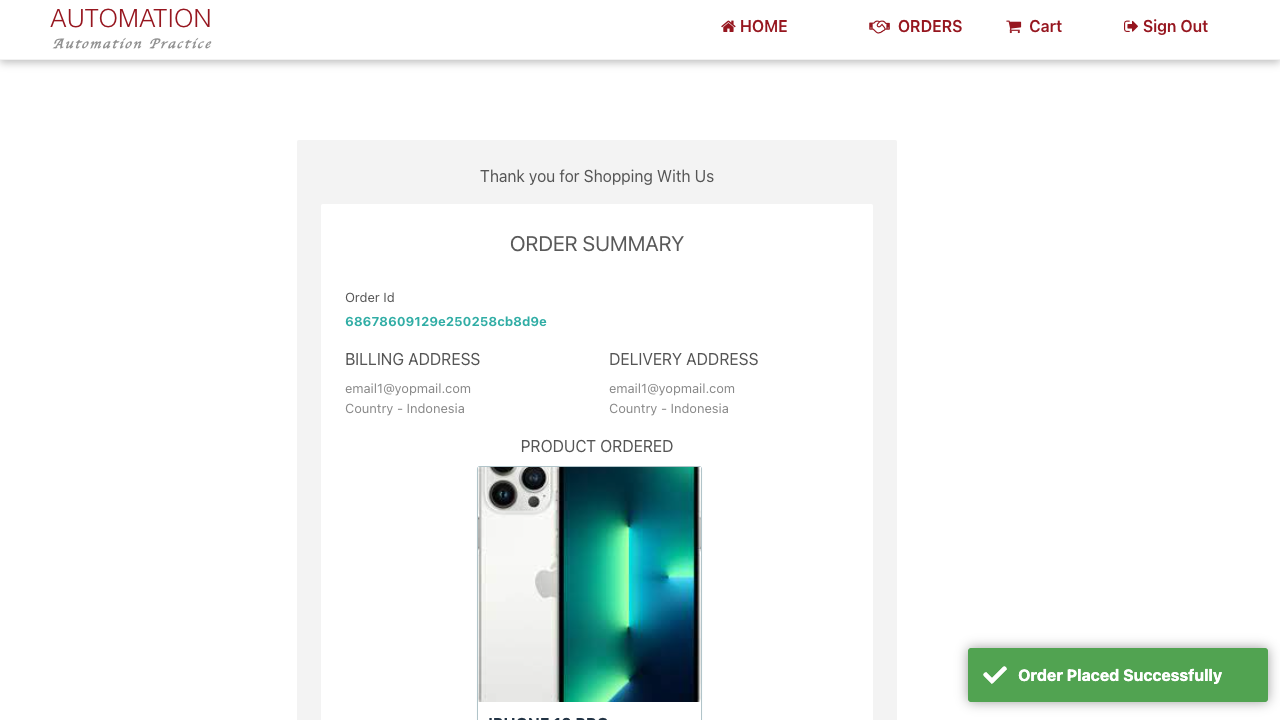 AUTOMATION
Automation Practice
HOME
ORDERS
Cart
Sign Out
Thank you for Shopping With Us
ORDER SUMMARY
Order Id
68678609129e250258cb8d9e
BILLING ADDRESS
email1@yopmail.com
Country - Indonesia
DELIVERY ADDRESS
email1@yopmail.com
Country - Indonesia
PRODUCT ORDERED
Order Placed Successfully